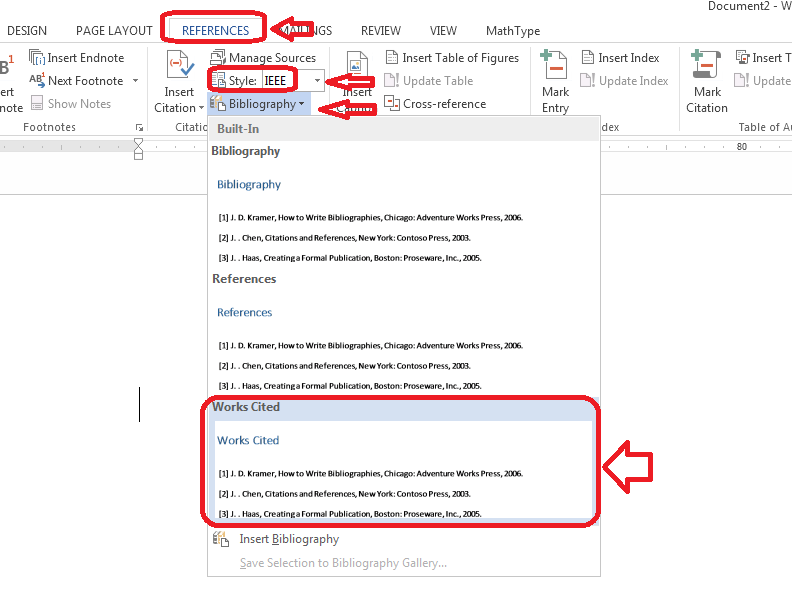 Document2 - W
DESIGN PAGE LAYOUT REFERENCES MAILINGS REVIEW VIEW MathType
B¹ Insert Endnote Manage Sources Insert Table of Figures Insert Index Insert T
ert Insert AB¹ Next Footnote Style: IEEE Insert Update Table Mark Update Index Mark Update
note Citation Show Notes Bibliography Cross-reference Entry Citation
Footnotes Citatio dex Table of Au
80
Built-In
Bibliography
Bibliography
[1] J. D. Kramer, How to Write Bibliographies, Chicago: Adventure Works Press, 2006.
[2] J. . Chen, Citations and References, New York: Contoso Press, 2003.
[3] J. . Haas, Creating a Formal Publication, Boston: Proseware, Inc., 2005.
References
References
[1] J. D. Kramer, How to Write Bibliographies, Chicago: Adventure Works Press, 2006.
[2] J. . Chen, Citations and References, New York: Contoso Press, 2003.
[3] J. . Haas, Creating a Formal Publication, Boston: Proseware, Inc., 2005.
Works Cited
Works Cited
[1] J. D. Kramer, How to Write Bibliographies, Chicago: Adventure Works Press, 2006.
[2] J. . Chen, Citations and References, New York: Contoso Press, 2003.
[3] J. . Haas, Creating a Formal Publication, Boston: Proseware, Inc., 2005.
Insert Bibliography
Save Selection to Bibliography Gallery...